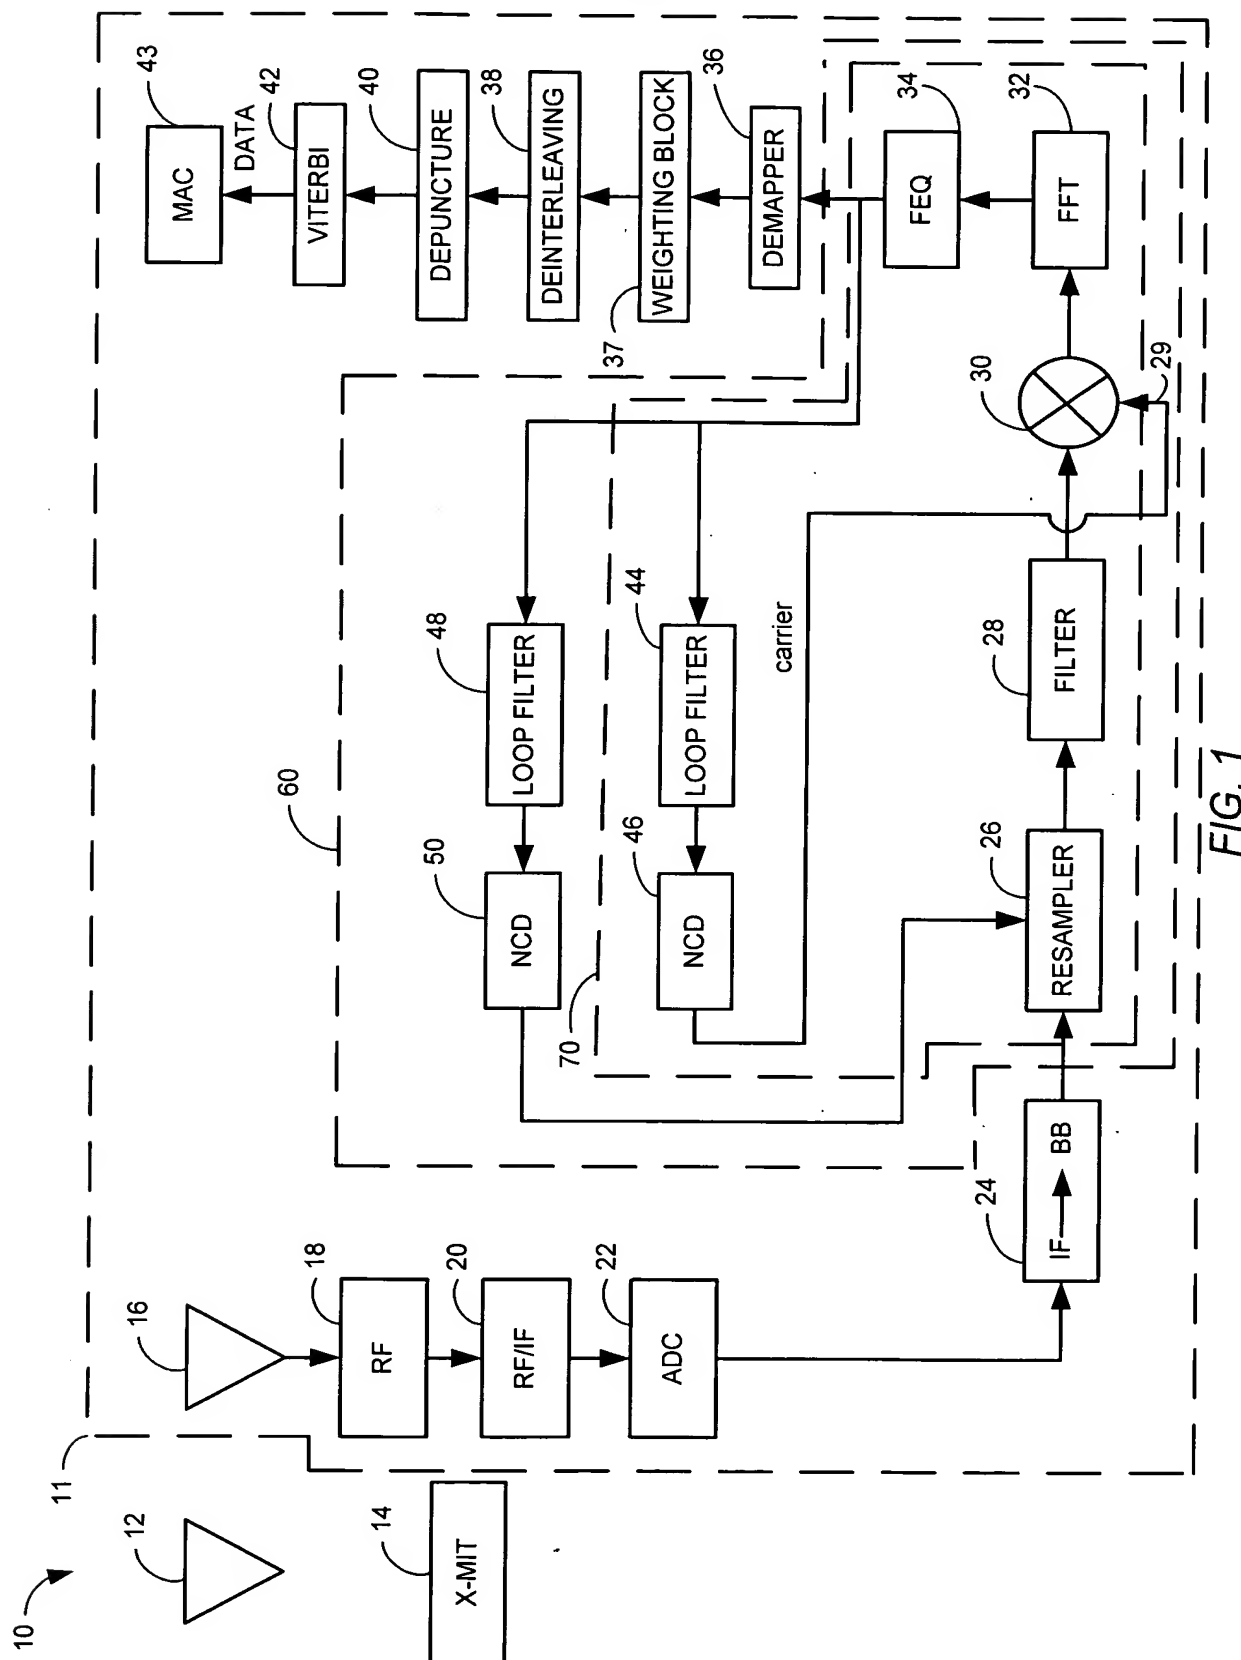 10
11
12
14
X-MIT
16
18
RF
20
RF/IF
22
ADC
24
IF BB
26
RESAMPLER
28
FILTER
29
30
32
FFT
34
FEQ
36
DEMAPPER
37
WEIGHTING BLOCK
38
DEINTERLEAVING
40
DEPUNCTURE
42
VITERBI
DATA
43
MAC
44
LOOP FILTER
46
NCD
carrier
48
LOOP FILTER
50
NCD
60
70
FIG. 1